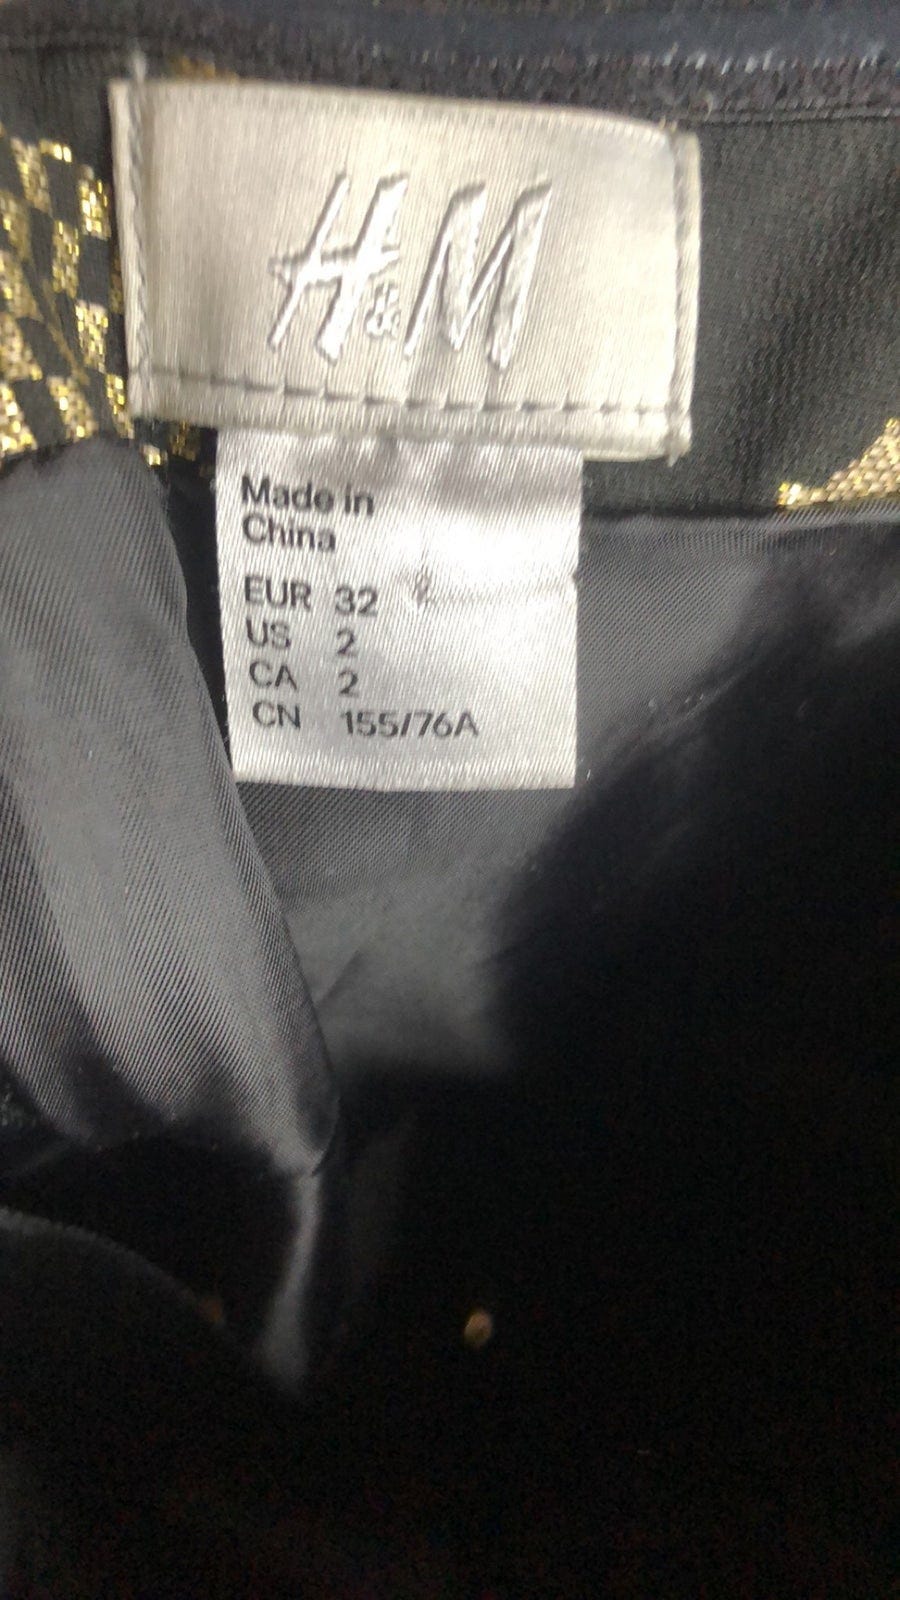 H&M
Made in
China
EUR 32
US 2
CA 2
CN 155/76A